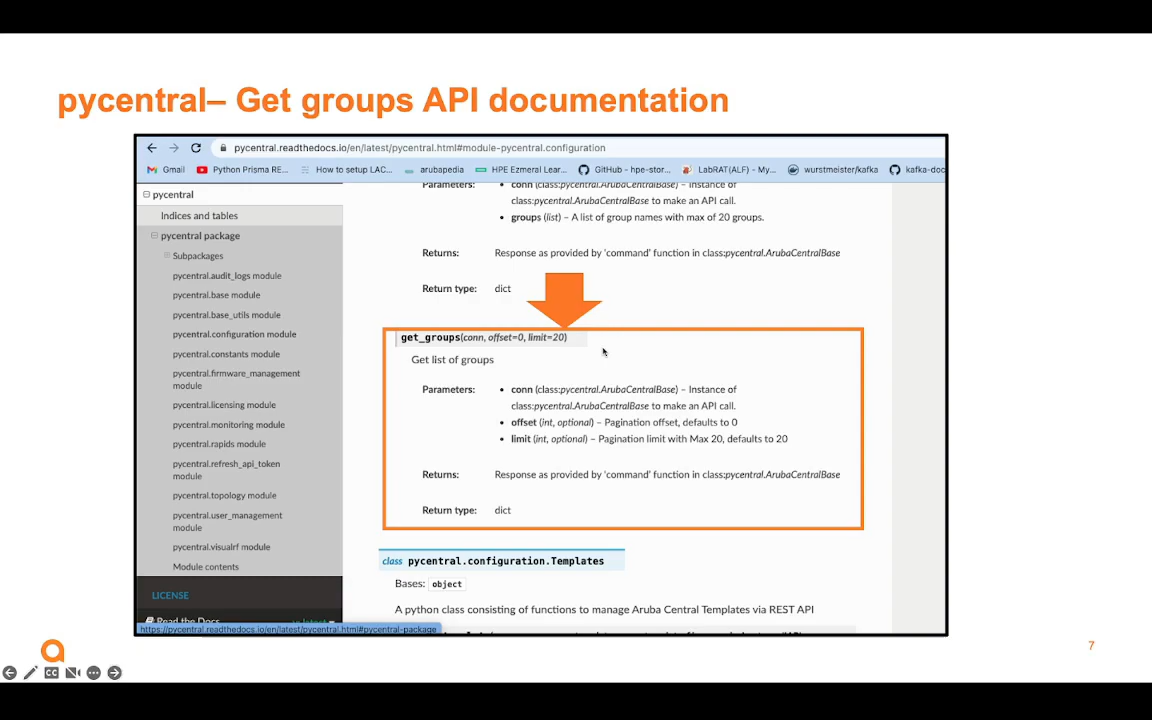 pycentral– Get groups API documentation
pycentral.readthedocs.io/en/latest/pycentral.html#module-pycentral.configuration
Gmail
Python Prisma RE...
How to setup LAC...
arubapedia
HPE Ezmeral Lear...
GitHub - hpe-stor...
LabRAT(ALF) - My...
wurstmeister/kafka
kafka-doc
pycentral
Indices and tables
pycentral package
Subpackages
pycentral.audit_logs module
pycentral.base module
pycentral.base_utils module
pycentral.configuration module
pycentral.constants module
pycentral.firmware_management
module
pycentral.licensing module
pycentral.monitoring module
pycentral.rapids module
pycentral.refresh_api_token
module
pycentral.topology module
pycentral.user_management
module
pycentral.visualrf module
Module contents
LICENSE
Read the Docs
https://pycentral.readthedocs.io/en/latest/pycentral.html#pycentral-package
Parameters:
• conn (class:pycentral.ArubaCentralBase) – Instance of
class:pycentral.ArubaCentralBase to make an API call.
• groups (list) – A list of group names with max of 20 groups.
Returns: Response as provided by 'command' function in class:pycentral.ArubaCentralBase
Return type: dict
get_groups(conn, offset=0, limit=20)
Get list of groups
Parameters:
• conn (class:pycentral.ArubaCentralBase) – Instance of
class:pycentral.ArubaCentralBase to make an API call.
• offset (int, optional) – Pagination offset, defaults to 0
• limit (int, optional) – Pagination limit with Max 20, defaults to 20
Returns: Response as provided by 'command' function in class:pycentral.ArubaCentralBase
Return type: dict
class pycentral.configuration.Templates
Bases: object
A python class consisting of functions to manage Aruba Central Templates via REST API
CC
7